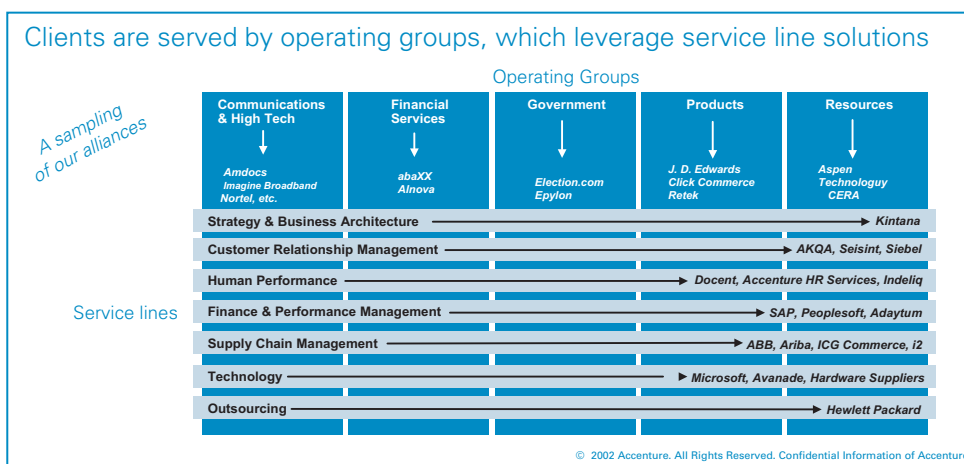 Clients are served by operating groups, which leverage service line solutions
Operating Groups
A sampling
of our alliances
Communications
& High Tech
Amdocs
Imagine Broadband
Nortel, etc.
Financial
Services
abaXX
Alnova
Government
Election.com
Epylon
Products
J. D. Edwards
Click Commerce
Retek
Resources
Aspen
Technologuy
CERA
Service lines
Strategy & Business Architecture Kintana
Customer Relationship Management AKQA, Seisint, Siebel
Human Performance Docent, Accenture HR Services, Indeliq
Finance & Performance Management SAP, Peoplesoft, Adaytum
Supply Chain Management ABB, Ariba, ICG Commerce, i2
Technology Microsoft, Avanade, Hardware Suppliers
Outsourcing Hewlett Packard
© 2002 Accenture. All Rights Reserved. Confidential Information of Accenture